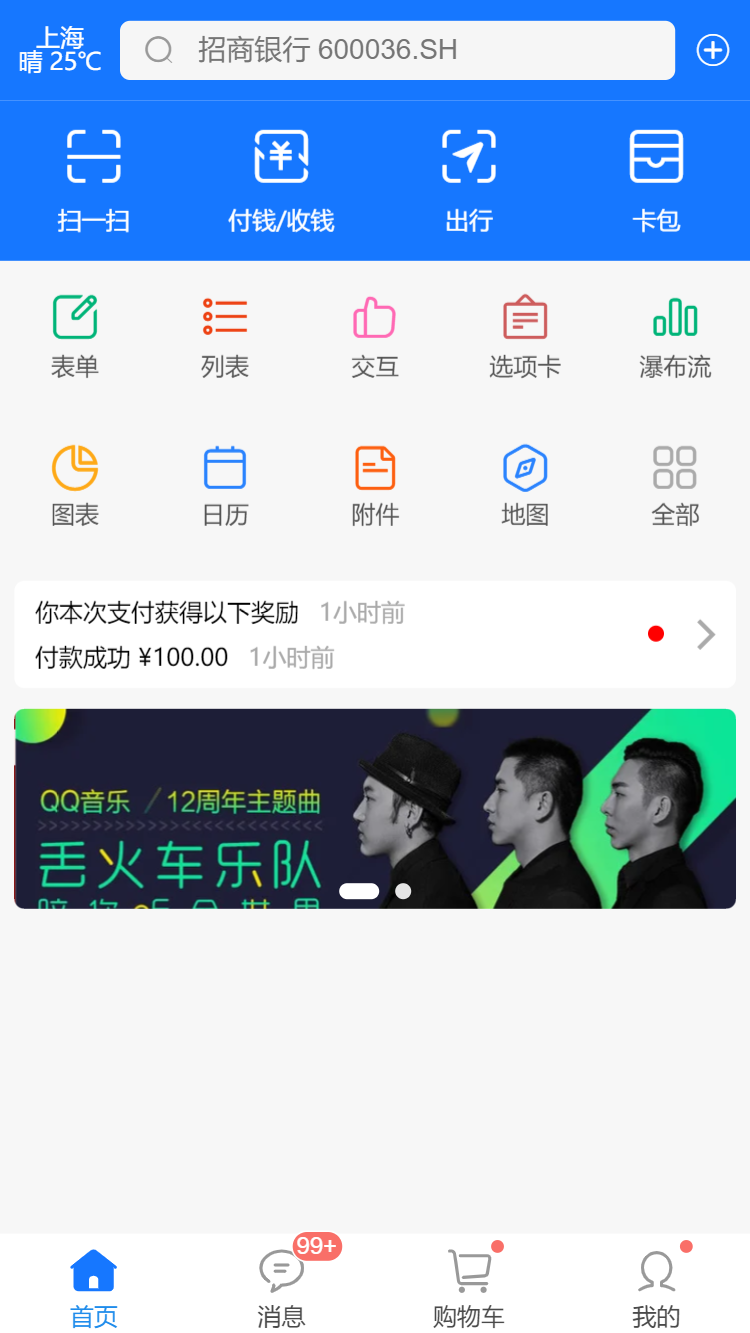 上海
晴 25℃
招商银行 600036.SH
扫一扫
付钱/收钱
出行
卡包
表单
列表
交互
选项卡
瀑布流
图表
日历
附件
地图
全部
你本次支付获得以下奖励 1小时前
付款成功 ¥100.00 1小时前
QQ音乐 / 12周年主题曲
丢火车乐队
99+
首页
消息
购物车
我的